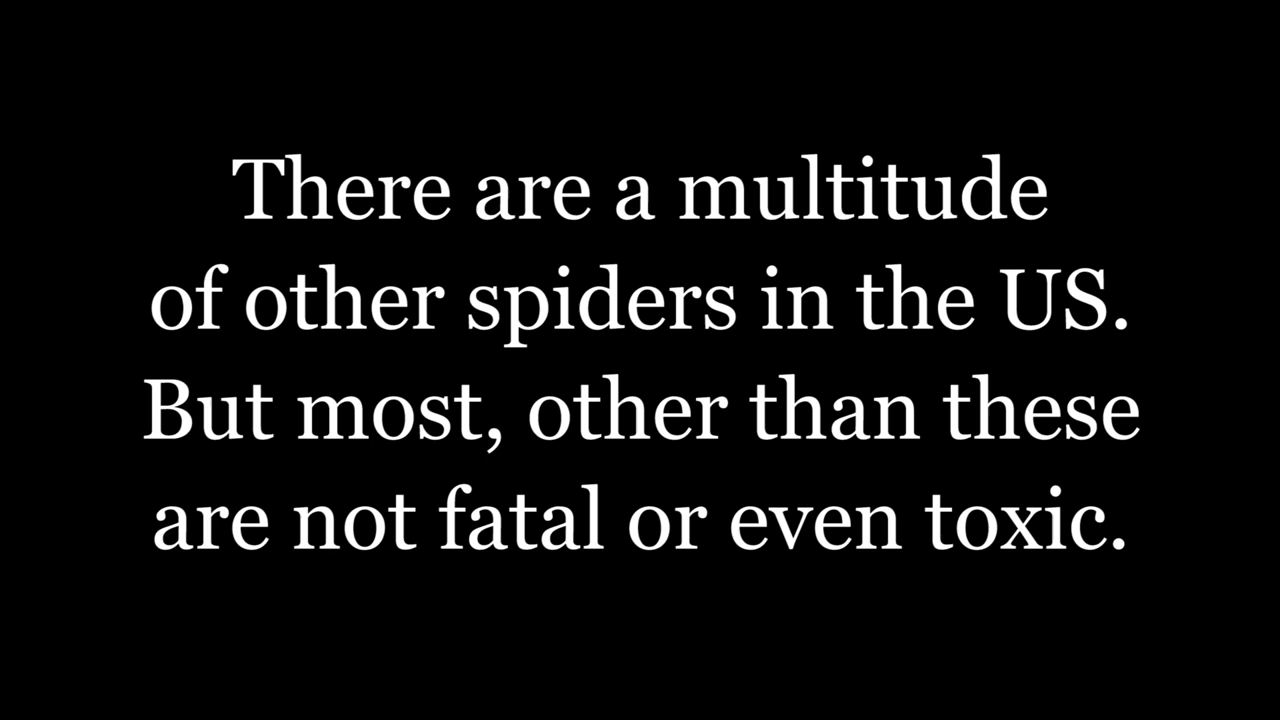 There are a multitude
of other spiders in the US.
But most, other than these
are not fatal or even toxic.